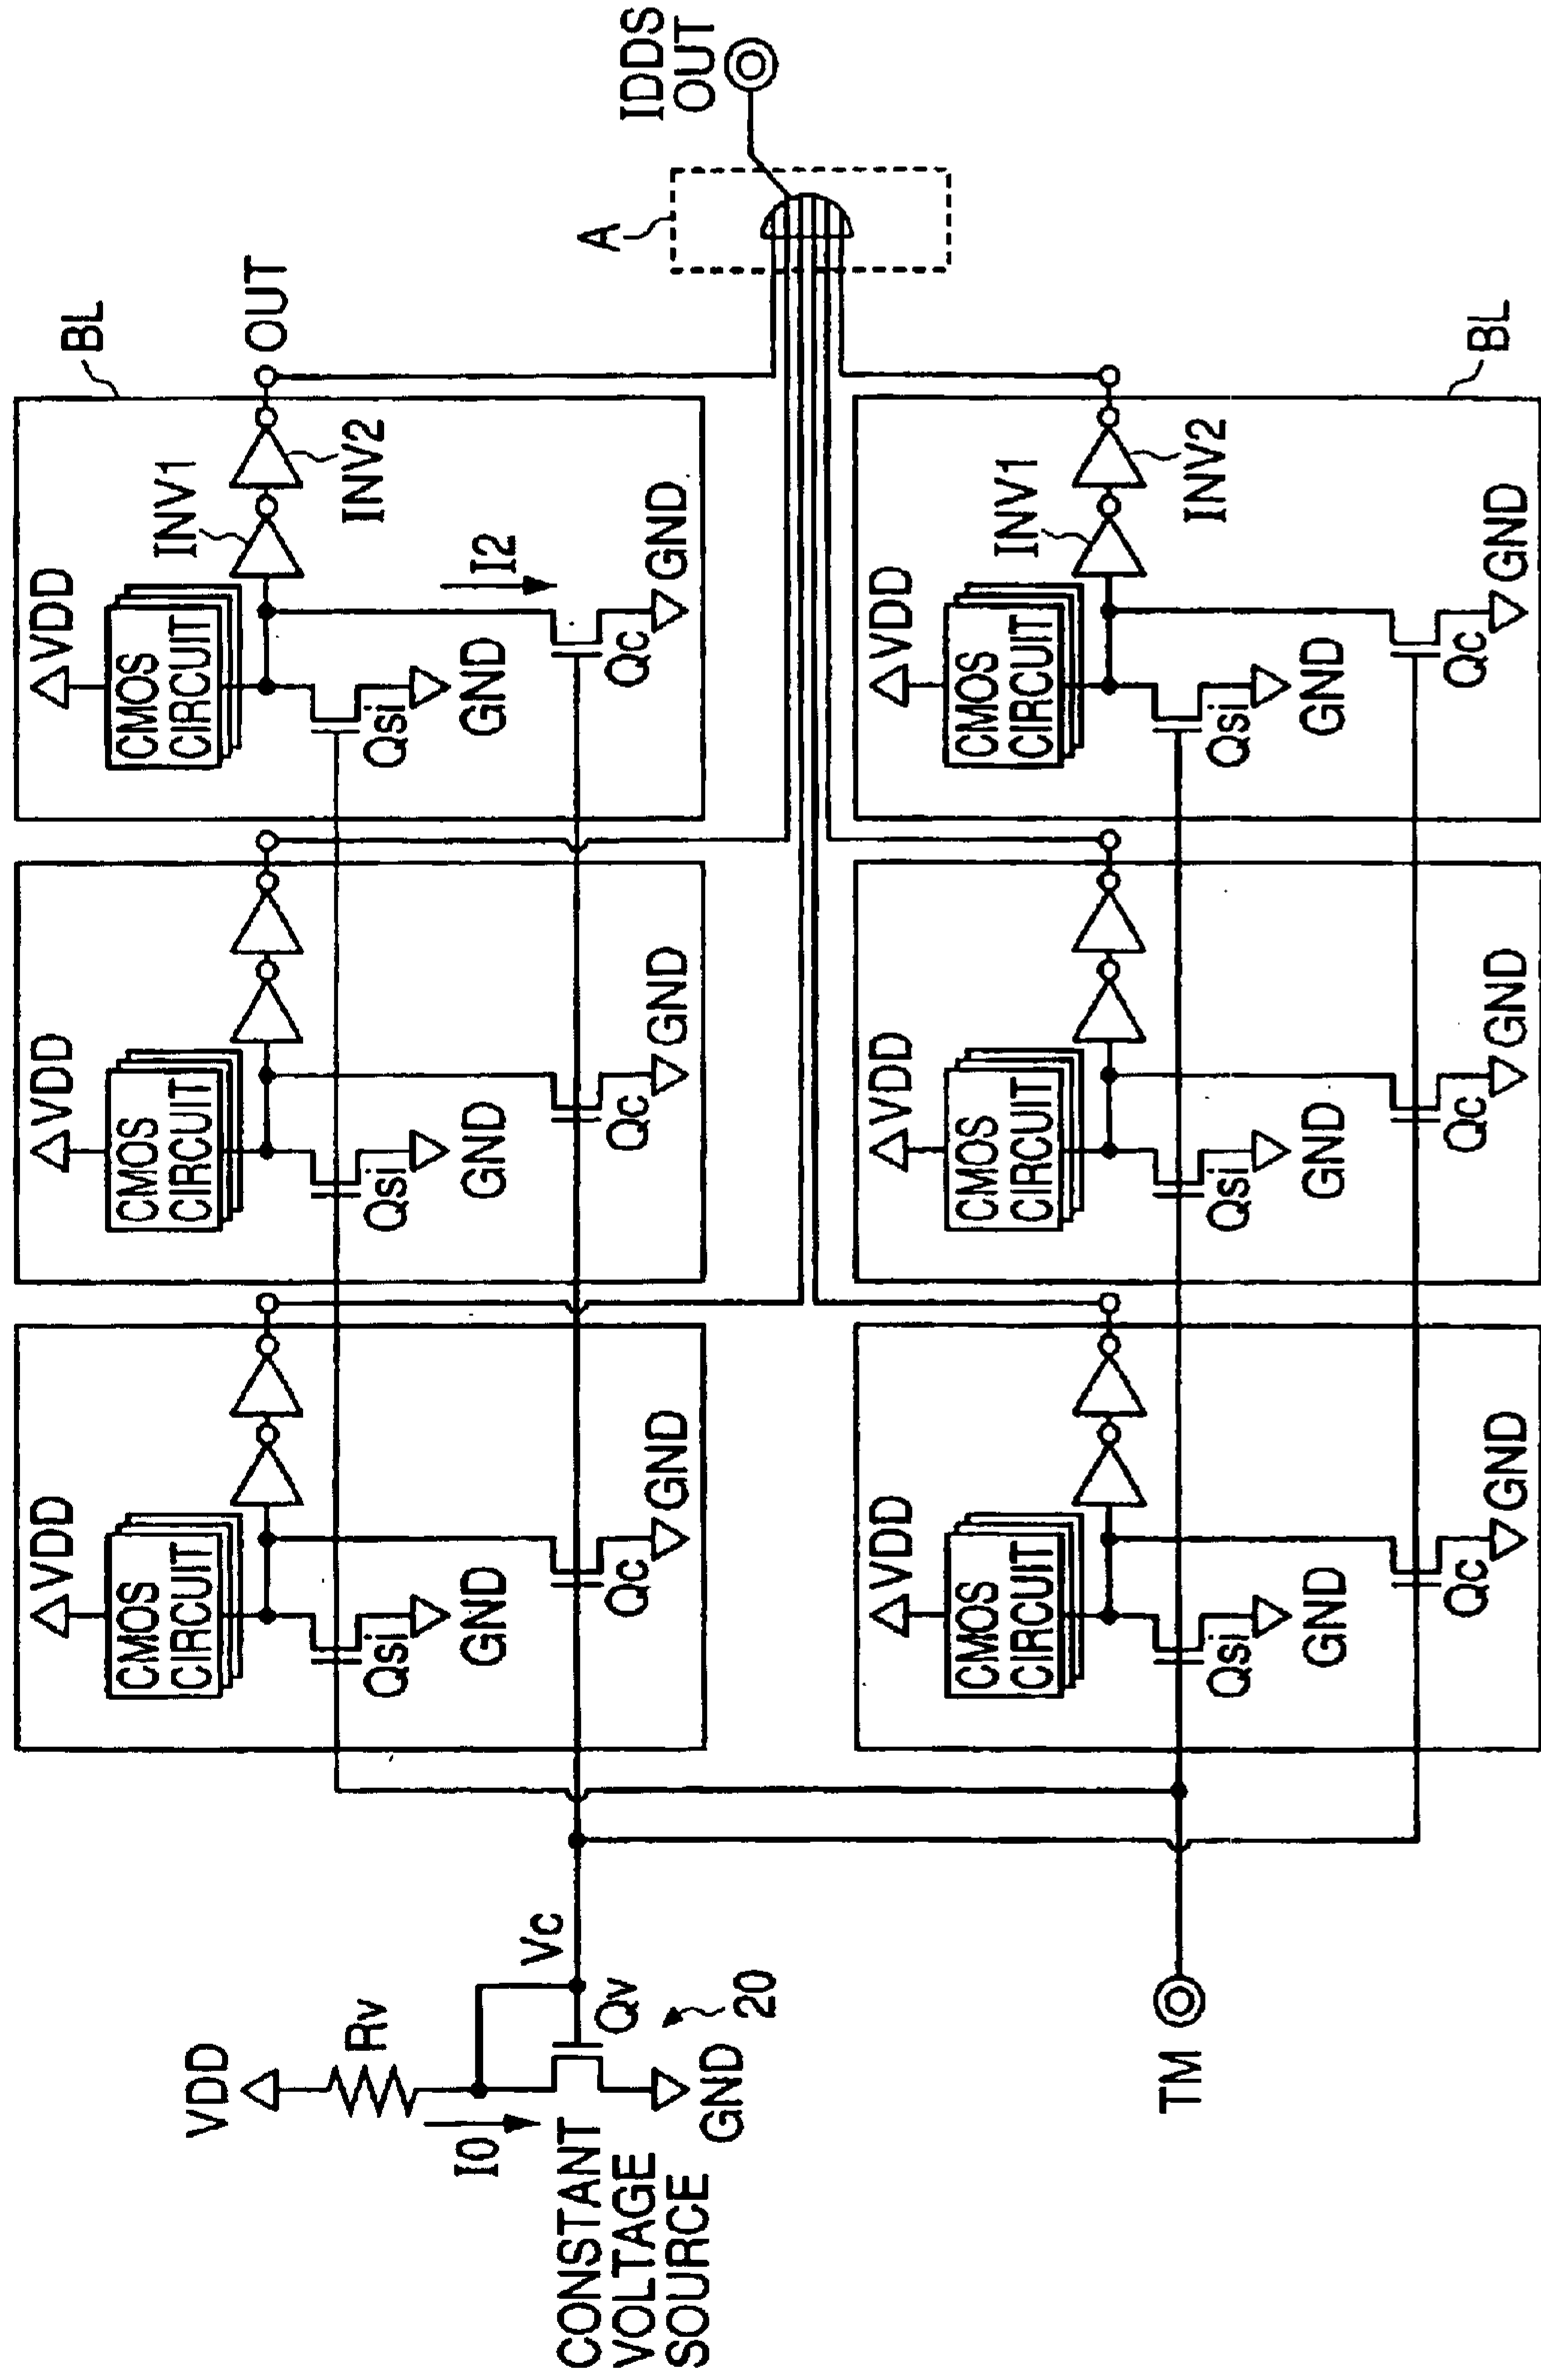 VDD
Rv
I0
Vc
Qv
20
GND
CONSTANT
VOLTAGE
SOURCE
TM
VDD
CMOS
CIRCUIT
Qsi
GND
Qc
GND
VDD
CMOS
CIRCUIT
Qsi
GND
Qc
GND
BL
VDD
CMOS
CIRCUIT
INV1
INV2
OUT
Qsi
GND
I2
Qc
GND
A
IDDS
OUT
VDD
CMOS
CIRCUIT
Qsi
GND
Qc
GND
VDD
CMOS
CIRCUIT
Qsi
GND
Qc
GND
VDD
CMOS
CIRCUIT
INV1
INV2
Qsi
GND
Qc
GND
BL